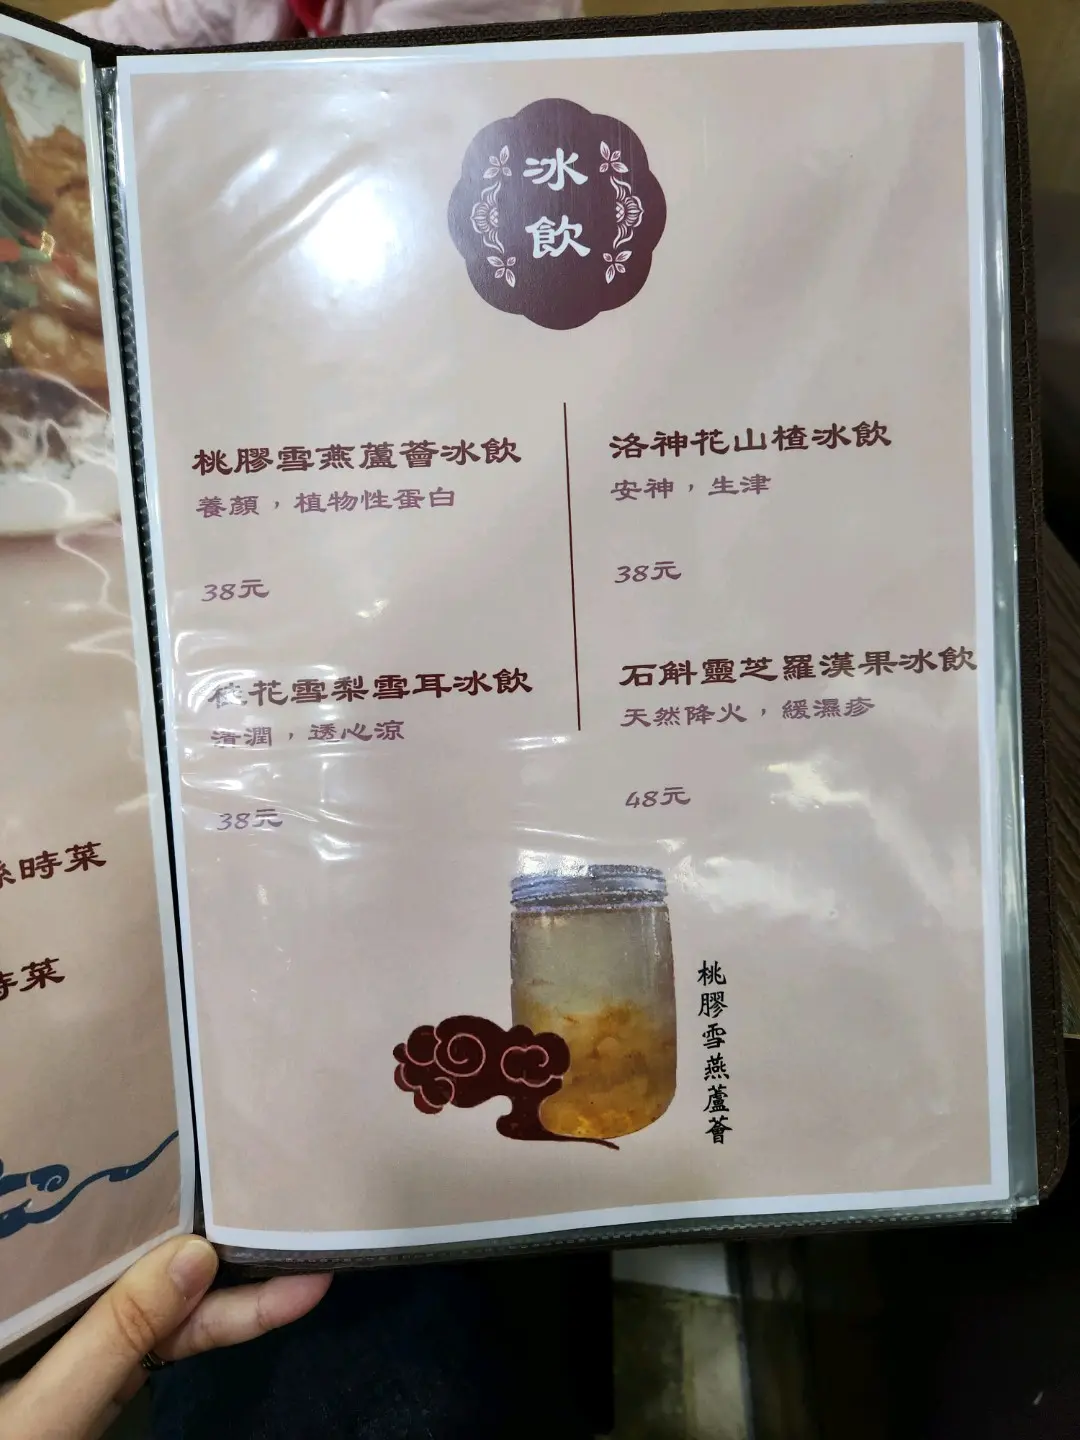 冰
飲
桃膠雪燕蘆薈冰飲
養顏，植物性蛋白
38元
洛神花山楂冰飲
安神，生津
38元
桃花雪梨雪耳冰飲
清潤，透心涼
38元
石斛靈芝羅漢果冰飲
天然降火，緩濕疹
48元
桃膠雪燕蘆薈
時菜
時菜